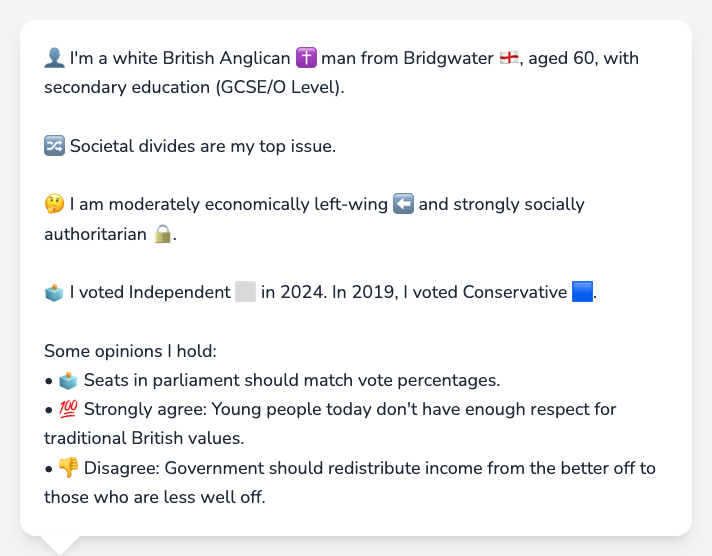 👤 I'm a white British Anglican ✝️ man from Bridgwater 🏴󠁧󠁢󠁥󠁮󠁧󠁿, aged 60, with
secondary education (GCSE/O Level).
🔀 Societal divides are my top issue.
🤔 I am moderately economically left-wing ⬅️ and strongly socially
authoritarian 🔒.
🗳️ I voted Independent ⬜ in 2024. In 2019, I voted Conservative 🟦.
Some opinions I hold:
• 🗳️ Seats in parliament should match vote percentages.
• 💯 Strongly agree: Young people today don't have enough respect for
traditional British values.
• 👎 Disagree: Government should redistribute income from the better off to
those who are less well off.